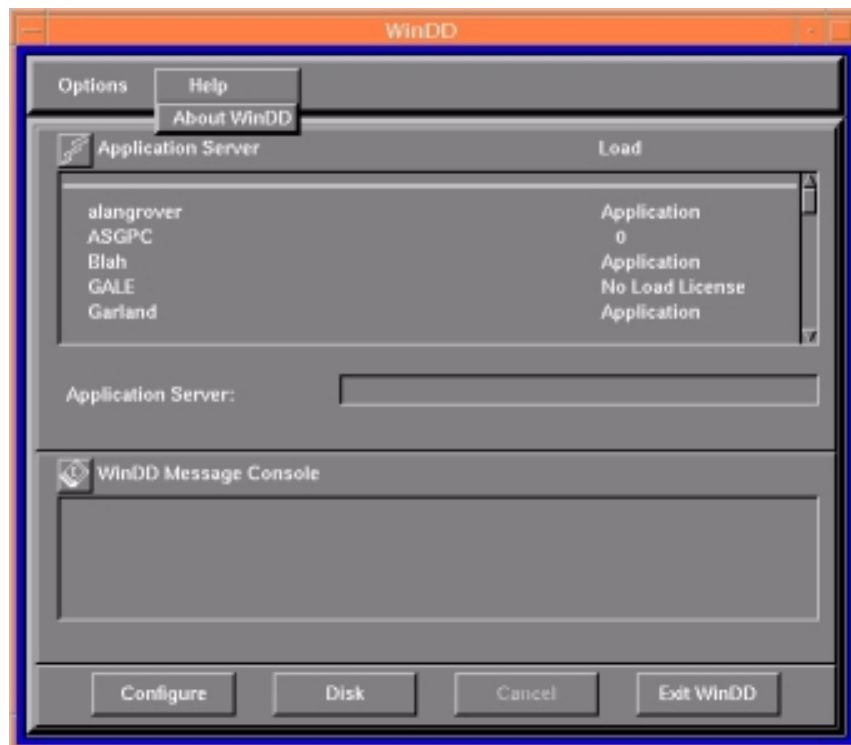 WinDD
Options Help
About WinDD
Application Server Load
alangrover Application
ASGPC 0
Blah Application
GALE No Load License
Garland Application
Application Server:
WinDD Message Console
Configure Disk Cancel Exit WinDD